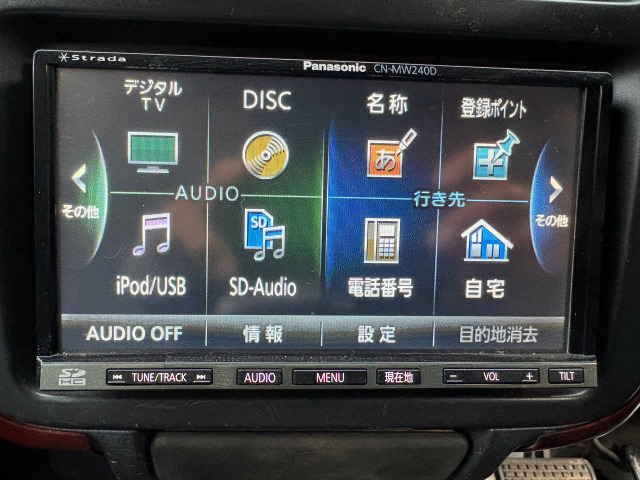 Strada
Panasonic CN-MW240D
デジタル
TV
DISC
名称
登録ポイント
その他
AUDIO
行き先
その他
あ
SD
iPod/USB
SD-Audio
電話番号
自宅
AUDIO OFF
情報
設定
目的地消去
SD HC
TUNE/TRACK
AUDIO
MENU
現在地
− VOL +
TILT